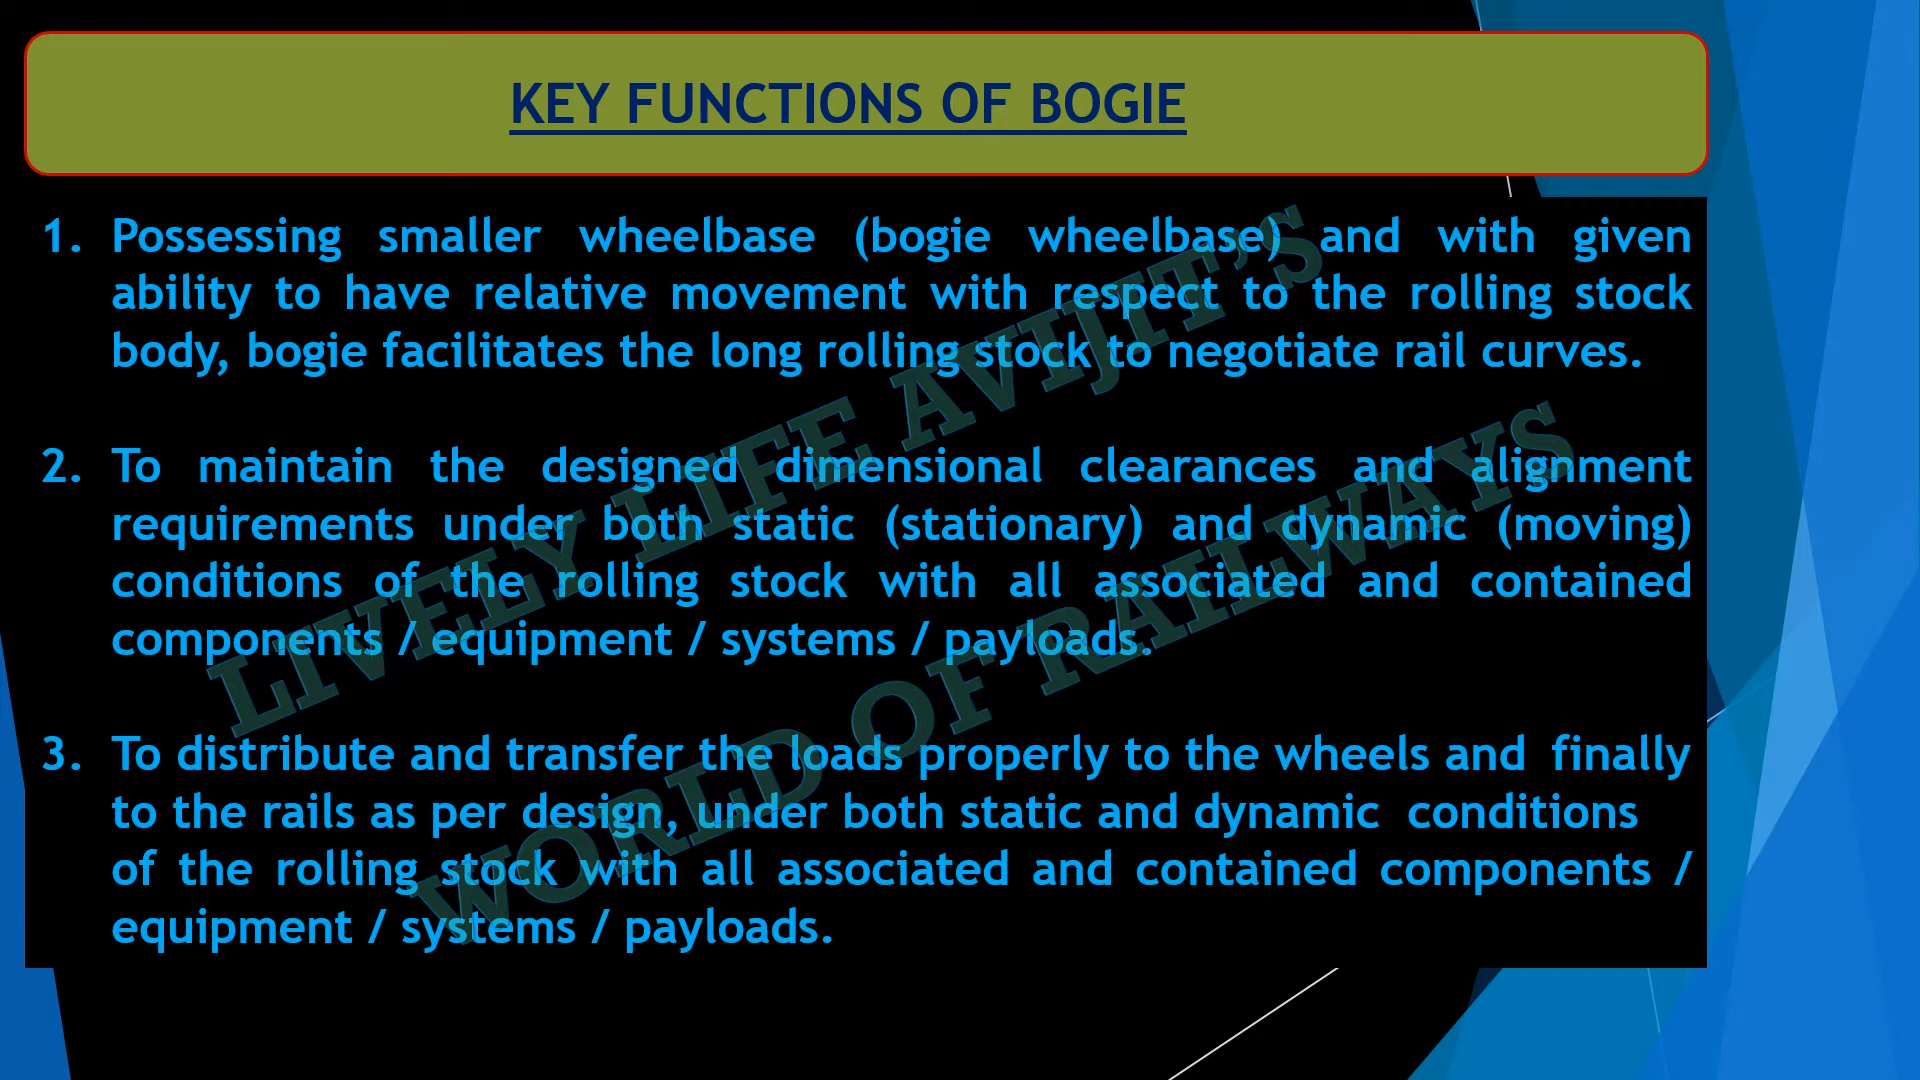 KEY FUNCTIONS OF BOGIE
1. Possessing smaller wheelbase (bogie wheelbase) and with given
ability to have relative movement with respect to the rolling stock
body, bogie facilitates the long rolling stock to negotiate rail curves.
2. To maintain the designed dimensional clearances and alignment
requirements under both static (stationary) and dynamic (moving)
conditions of the rolling stock with all associated and contained
components / equipment / systems / payloads.
3. To distribute and transfer the loads properly to the wheels and finally
to the rails as per design, under both static and dynamic conditions
of the rolling stock with all associated and contained components /
equipment / systems / payloads.
LIVELY LIFE AVIJIT’S
WORLD OF RAILWAYS